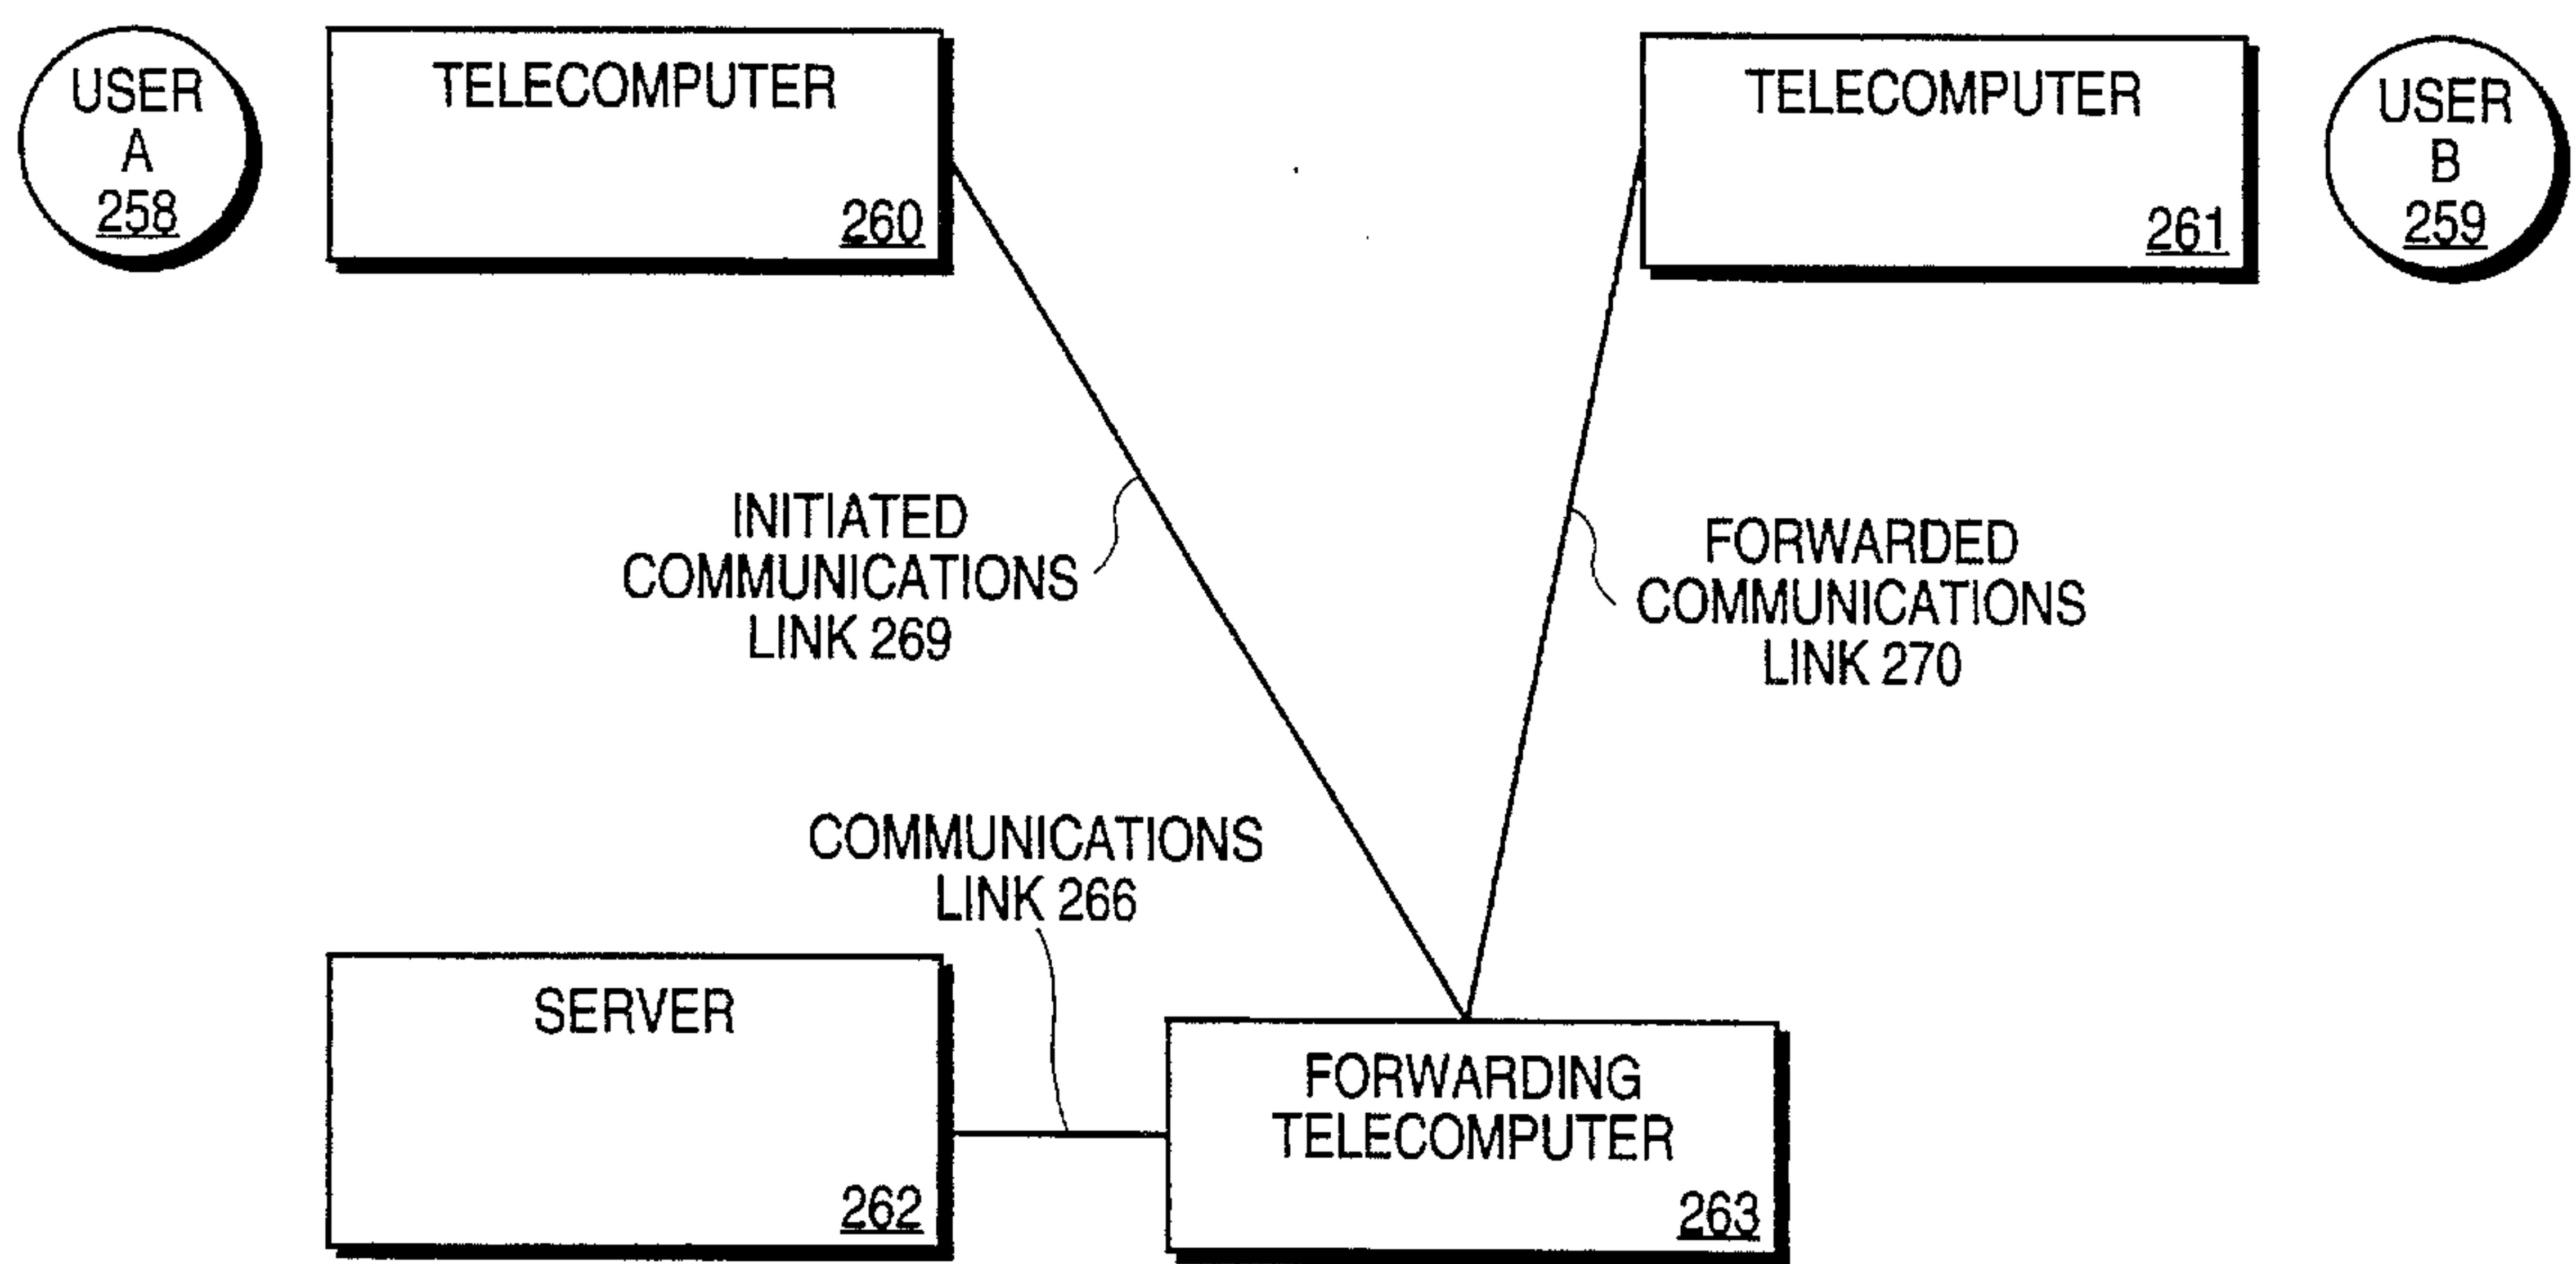 USER
A
258
TELECOMPUTER
260
TELECOMPUTER
261
USER
B
259
INITIATED
COMMUNICATIONS
LINK 269
FORWARDED
COMMUNICATIONS
LINK 270
COMMUNICATIONS
LINK 266
SERVER
262
FORWARDING
TELECOMPUTER
263